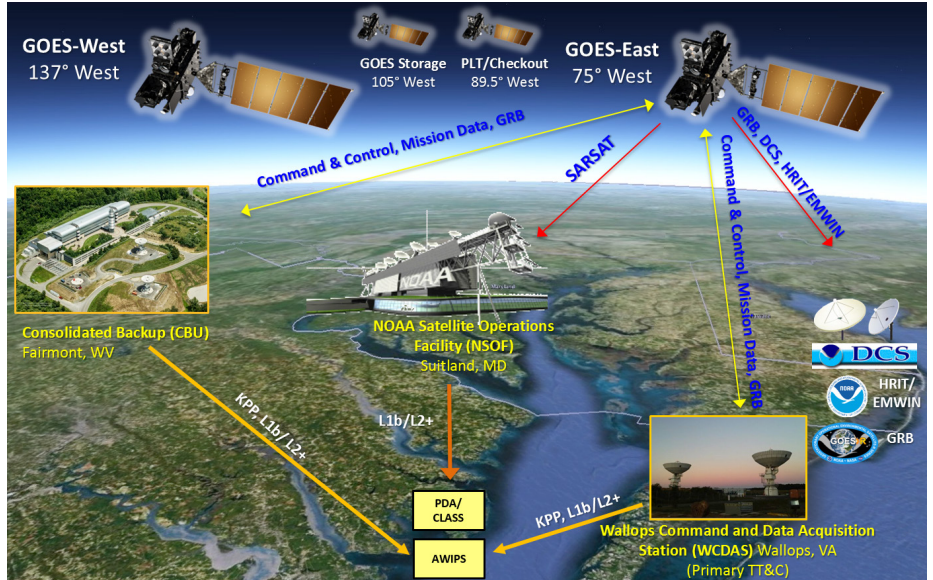 GOES-West
137° West
GOES Storage
105° West
PLT/Checkout
89.5° West
GOES-East
75° West
Command & Control, Mission Data, GRB
SARSAT
Command & Control, Mission Data, GRB
GRB, DCS, HRIT/EMWIN
NOAA
Maryland
Consolidated Backup (CBU)
Fairmont, WV
NOAA Satellite Operations
Facility (NSOF)
Suitland, MD
DCS
NOAA
HRIT/
EMWIN
GOES-R
GRB
KPP, L1b/L2+
L1b/L2+
PDA/
CLASS
AWIPS
KPP, L1b/L2+
Wallops Command and Data Acquisition
Station (WCDAS) Wallops, VA
(Primary TT&C)